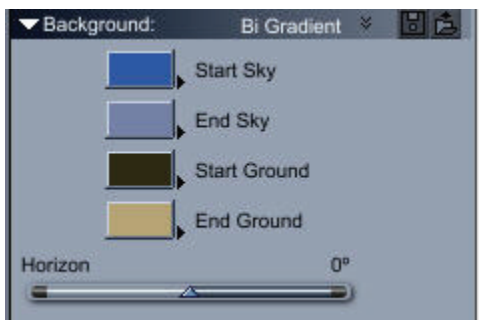 Background: Bi Gradient
Start Sky
End Sky
Start Ground
End Ground
Horizon 0°